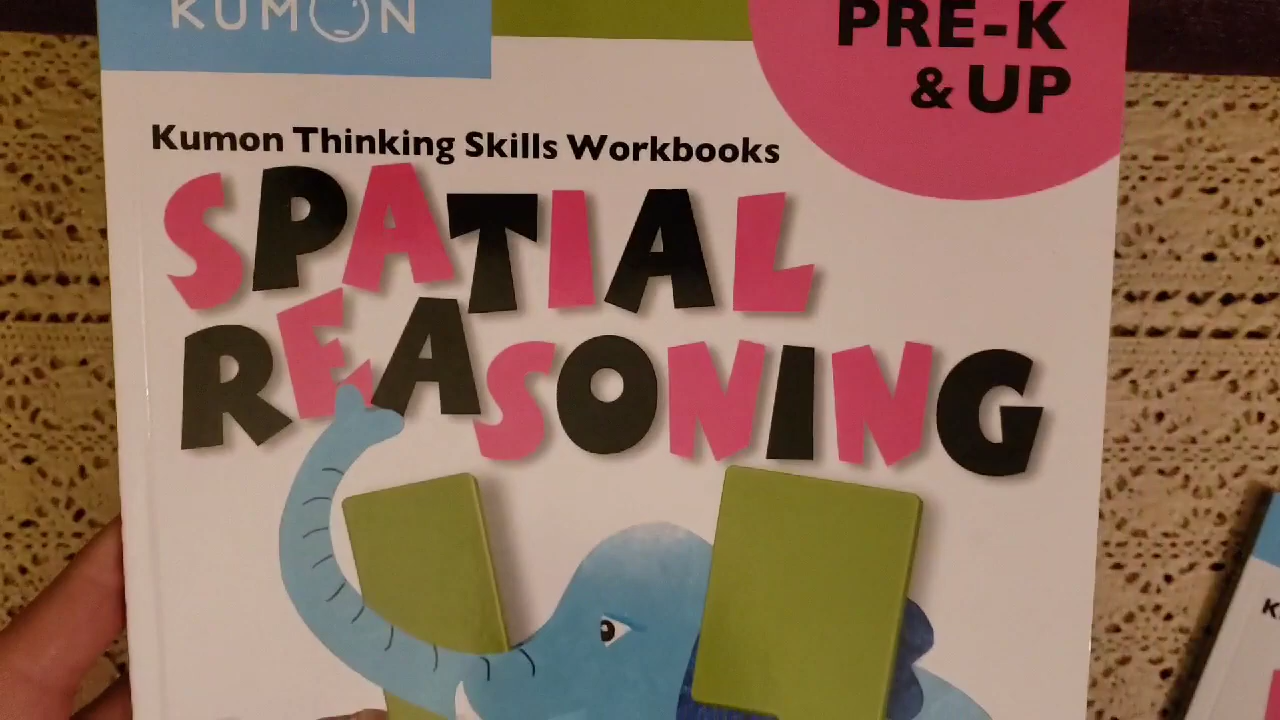 KUMON
PRE-K
& UP
Kumon Thinking Skills Workbooks
SPATIAL
REASONING